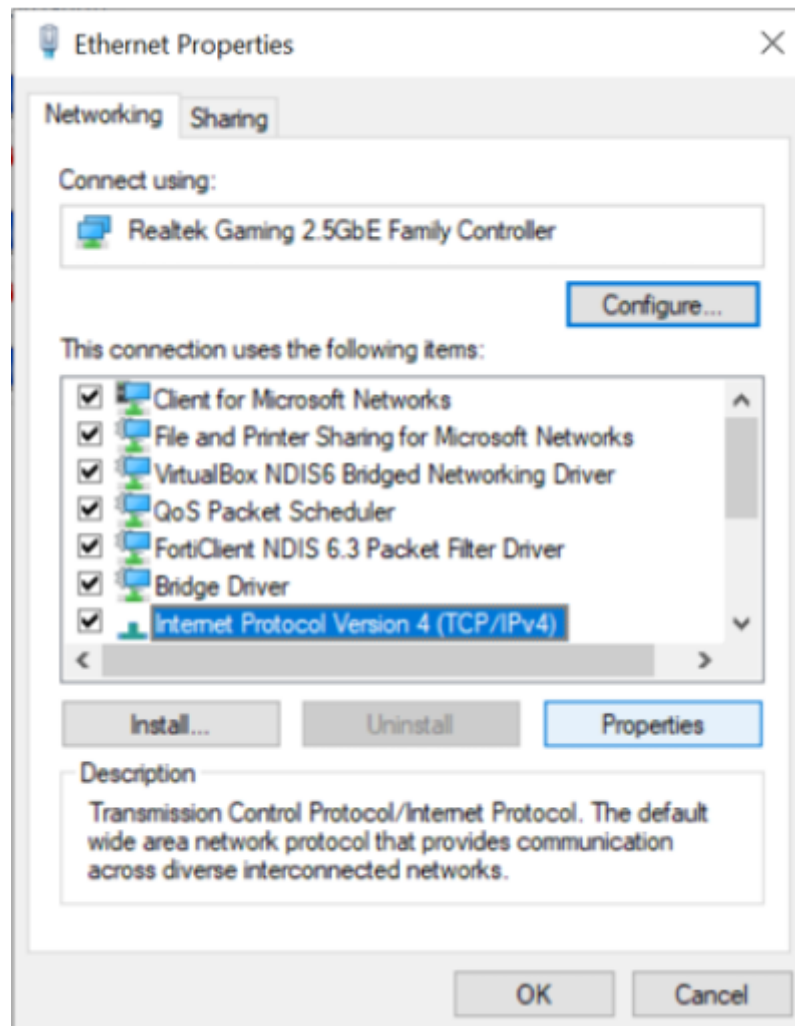 Ethernet Properties
Networking Sharing
Connect using:
Realtek Gaming 2.5GbE Family Controller
Configure...
This connection uses the following items:
Client for Microsoft Networks
File and Printer Sharing for Microsoft Networks
VirtualBox NDIS6 Bridged Networking Driver
QoS Packet Scheduler
FortiClient NDIS 6.3 Packet Filter Driver
Bridge Driver
Internet Protocol Version 4 (TCP/IPv4)
Install... Uninstall Properties
Description
Transmission Control Protocol/Internet Protocol. The default
wide area network protocol that provides communication
across diverse interconnected networks.
OK Cancel